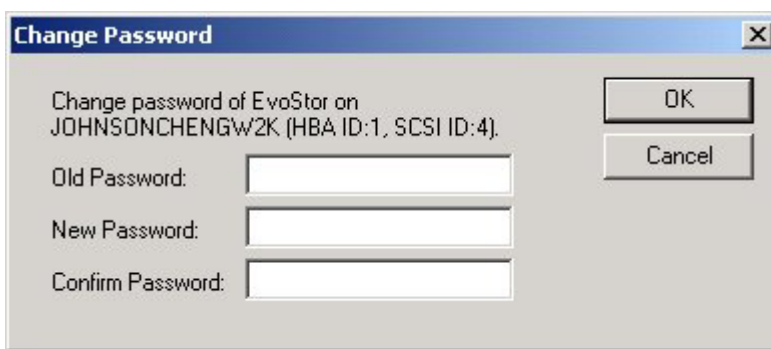 Change Password
Change password of EvoStor on
JOHNSONCHENGW2K (HBA ID:1, SCSI ID:4).
OK
Cancel
Old Password:
New Password:
Confirm Password: